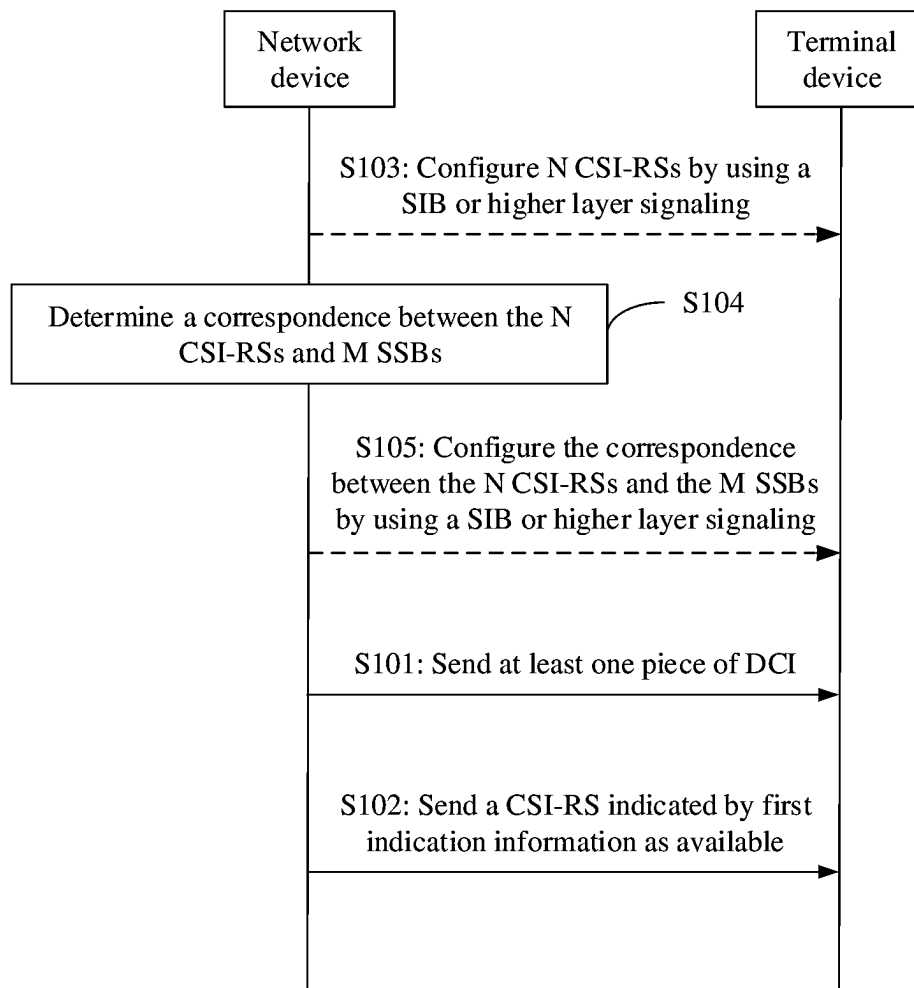 Network
device
Terminal
device
S103: Configure N CSI-RSs by using a
SIB or higher layer signaling
Determine a correspondence between the N
CSI-RSs and M SSBs
S104
S105: Configure the correspondence
between the N CSI-RSs and the M SSBs
by using a SIB or higher layer signaling
S101: Send at least one piece of DCI
S102: Send a CSI-RS indicated by first
indication information as available